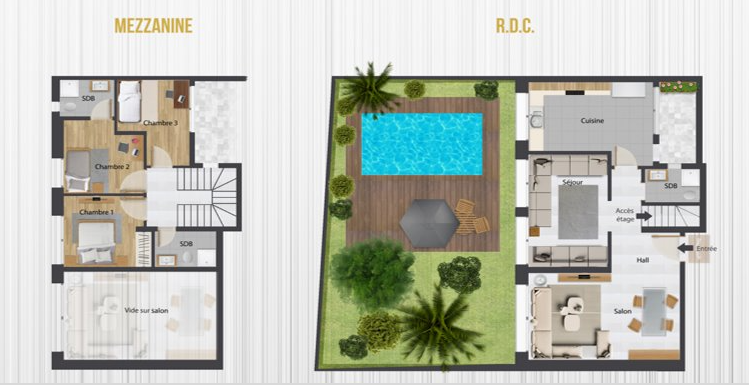 MEZZANINE
SDB
Chambre 3
Chambre 2
Chambre 1
SDB
Vide sur salon
R.D.C.
Cuisine
Séjour
SDB
Accès
étage
Entrée
Hall
Salon